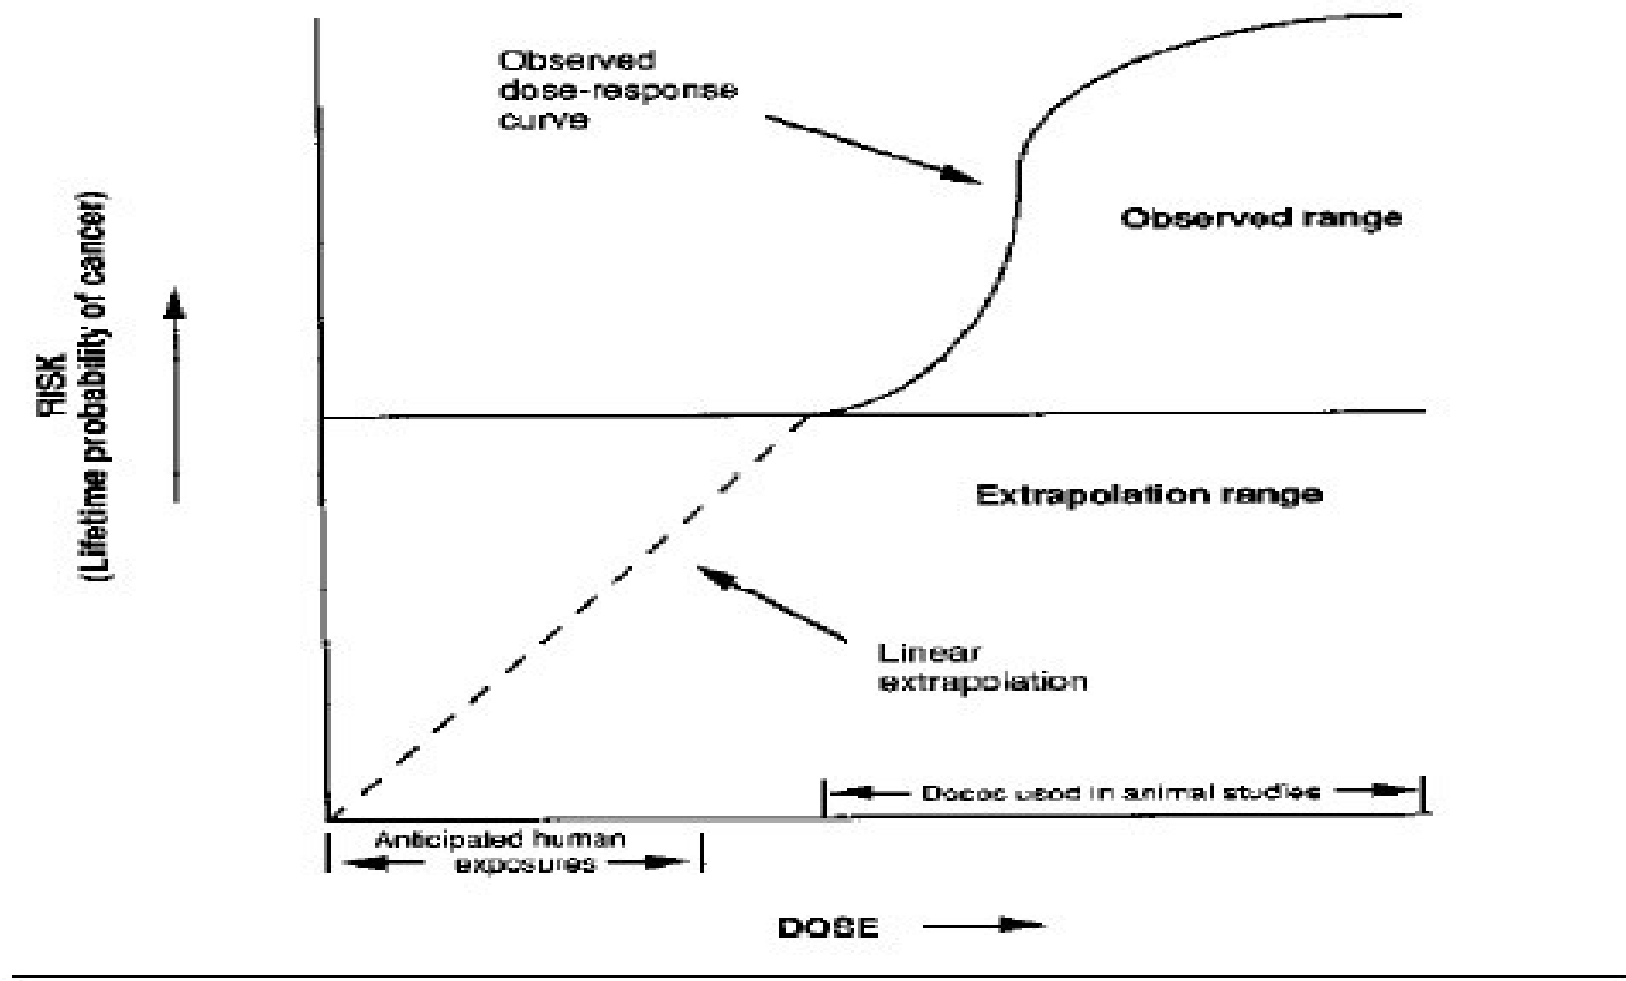 Observed
dose-response
curve
Observed range
RISK
(Lifetime probability of cancer)
Extrapolation range
Linear
extrapolation
Doses used in animal studies
Anticipated human
exposures
DOSE